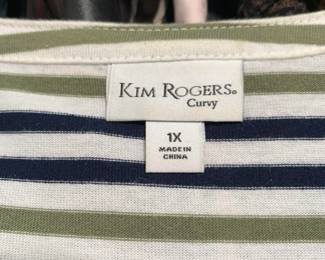 KIM ROGERS®
Curvy
1X
MADE IN
CHINA